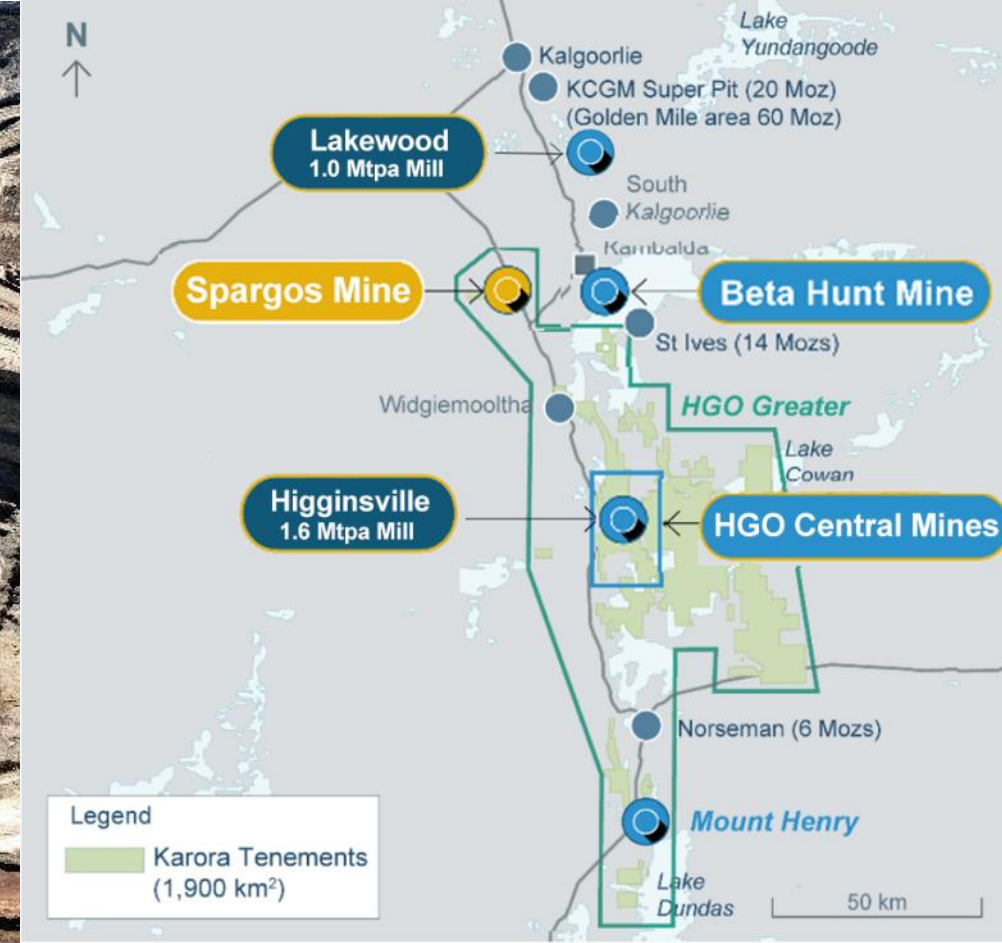 N
Lake
Yundangoode
Kalgoorlie
KCGM Super Pit (20 Moz)
(Golden Mile area 60 Moz)
Lakewood
1.0 Mtpa Mill
South
Kalgoorlie
Kambalda
Spargos Mine
Beta Hunt Mine
St Ives (14 Mozs)
Widgiemooltha
HGO Greater
Lake
Cowan
Higginsville
1.6 Mtpa Mill
HGO Central Mines
Norseman (6 Mozs)
Mount Henry
Legend
Karora Tenements
(1,900 km²)
Lake
Dundas
50 km